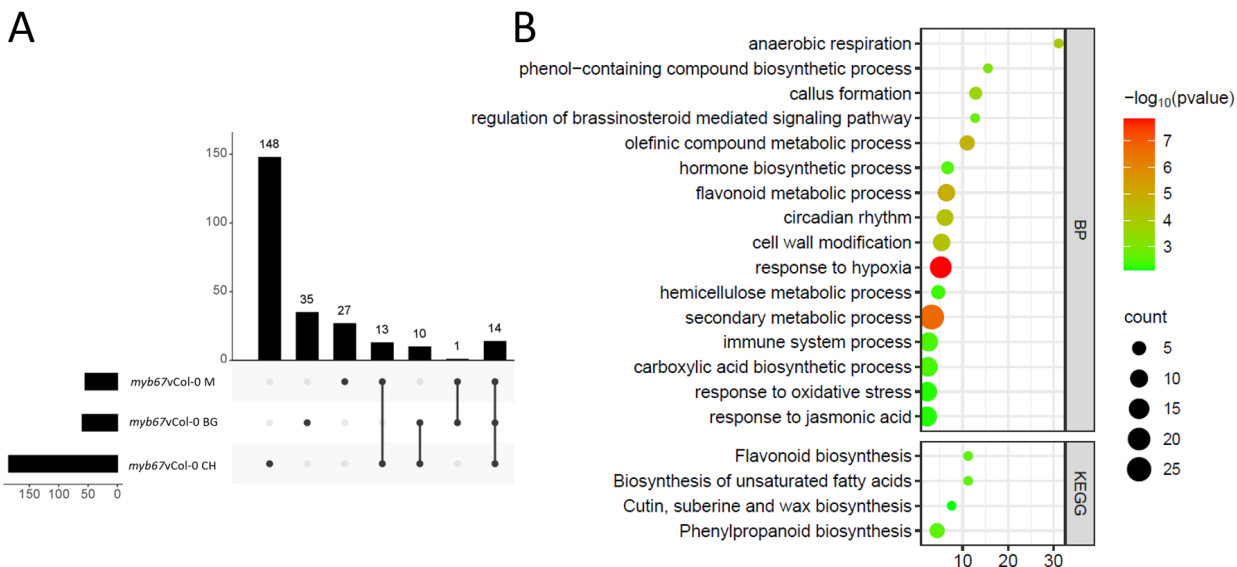 A
148
35
27
13
10
1
14
150
100
50
0
myb67vCol-0 M
myb67vCol-0 BG
myb67vCol-0 CH
150 100 50 0
B
anaerobic respiration
phenol−containing compound biosynthetic process
callus formation
regulation of brassinosteroid mediated signaling pathway
olefinic compound metabolic process
hormone biosynthetic process
flavonoid metabolic process
circadian rhythm
cell wall modification
response to hypoxia
hemicellulose metabolic process
secondary metabolic process
immune system process
carboxylic acid biosynthetic process
response to oxidative stress
response to jasmonic acid
BP
Flavonoid biosynthesis
Biosynthesis of unsaturated fatty acids
Cutin, suberine and wax biosynthesis
Phenylpropanoid biosynthesis
KEGG
10 20 30
−log10(pvalue)
7
6
5
4
3
count
5
10
15
20
25